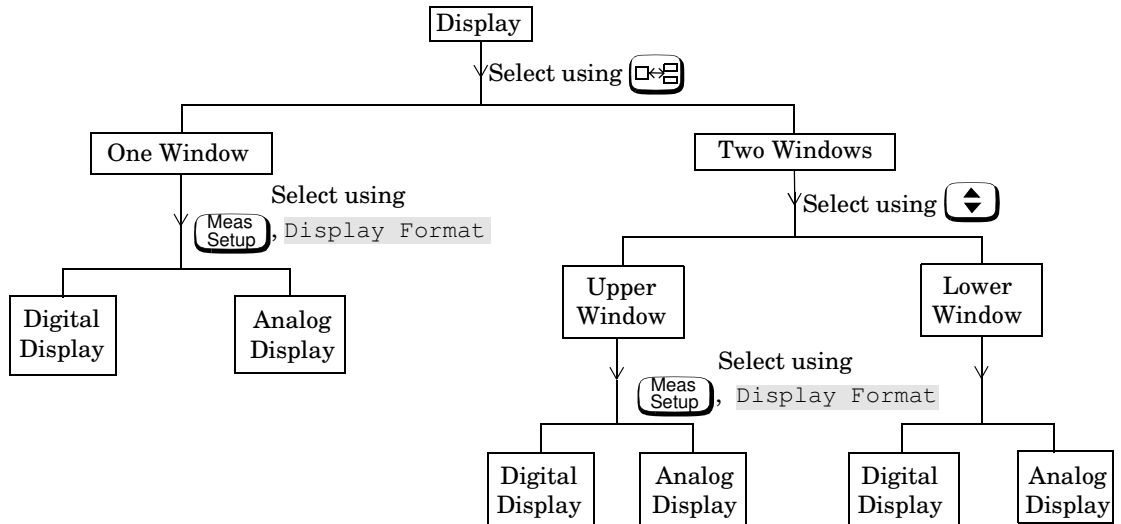 Display
Select using
One Window
Two Windows
Select using
Meas
Setup, Display Format
Select using
Digital
Display
Analog
Display
Upper
Window
Lower
Window
Select using
Meas
Setup, Display Format
Digital
Display
Analog
Display
Digital
Display
Analog
Display